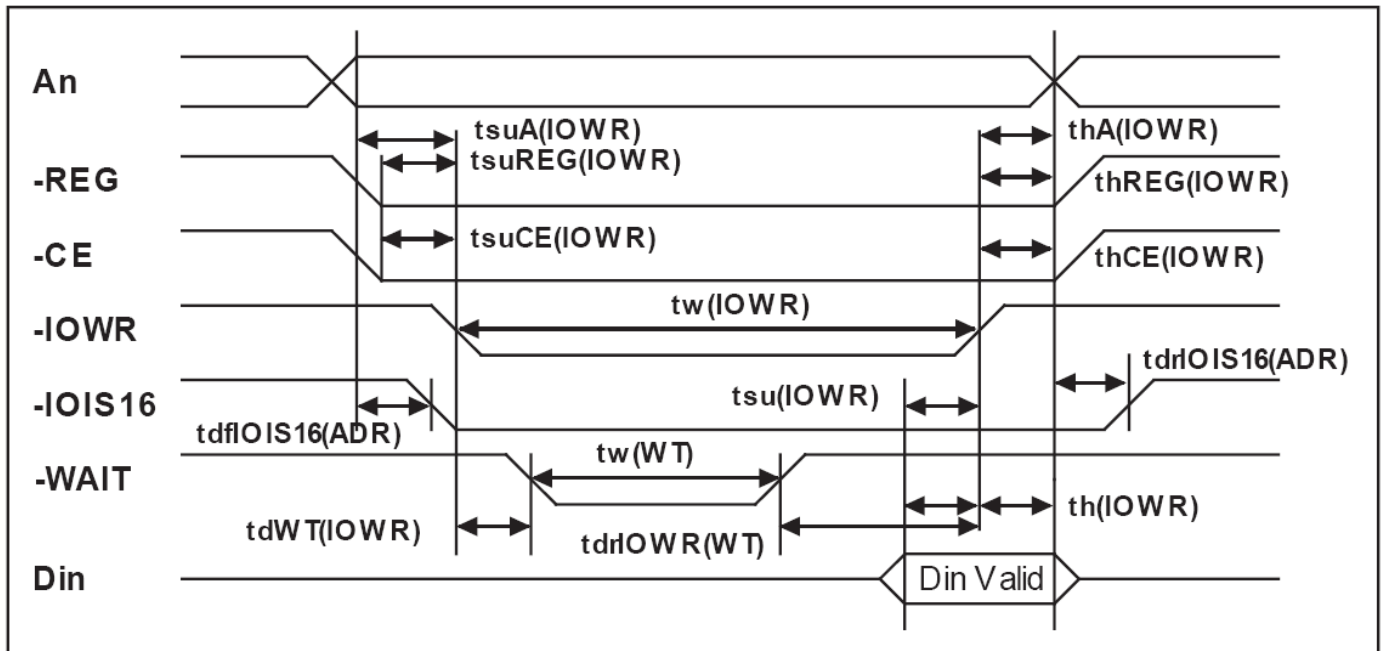 An
tsuA(IOWR)
thA(IOWR)
tsuREG(IOWR)
-REG
thREG(IOWR)
tsuCE(IOWR)
-CE
thCE(IOWR)
tw(IOWR)
-IOWR
tdrIOIS16(ADR)
tsu(IOWR)
-IOIS16
tdfIOIS16(ADR)
tw(WT)
-WAIT
th(IOWR)
tdWT(IOWR)
tdrIOWR(WT)
Din
Din Valid